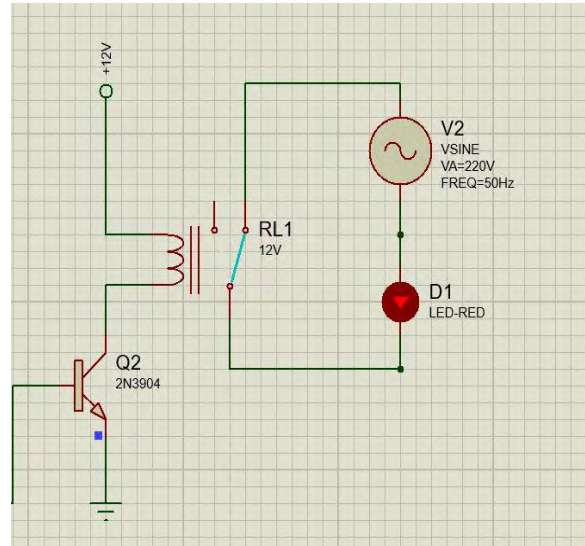 +12V
V2
VSINE
VA=220V
FREQ=50Hz
RL1
12V
D1
LED-RED
Q2
2N3904